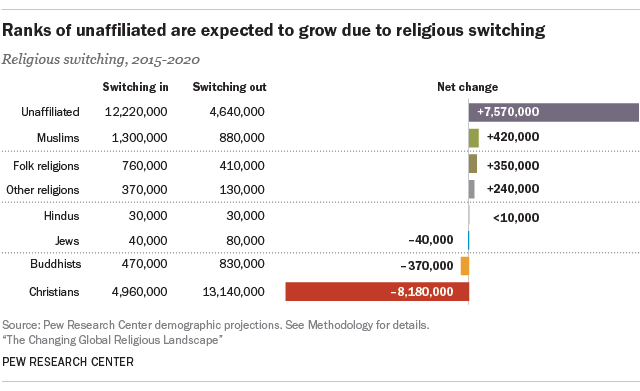 Ranks of unaffiliated are expected to grow due to religious switching
Religious switching, 2015-2020
Switching in Switching out Net change
Unaffiliated 12,220,000 4,640,000 +7,570,000
Muslims 1,300,000 880,000 +420,000
Folk religions 760,000 410,000 +350,000
Other religions 370,000 130,000 +240,000
Hindus 30,000 30,000 <10,000
Jews 40,000 80,000 –40,000
Buddhists 470,000 830,000 –370,000
Christians 4,960,000 13,140,000 –8,180,000
Source: Pew Research Center demographic projections. See Methodology for details.
“The Changing Global Religious Landscape”
PEW RESEARCH CENTER